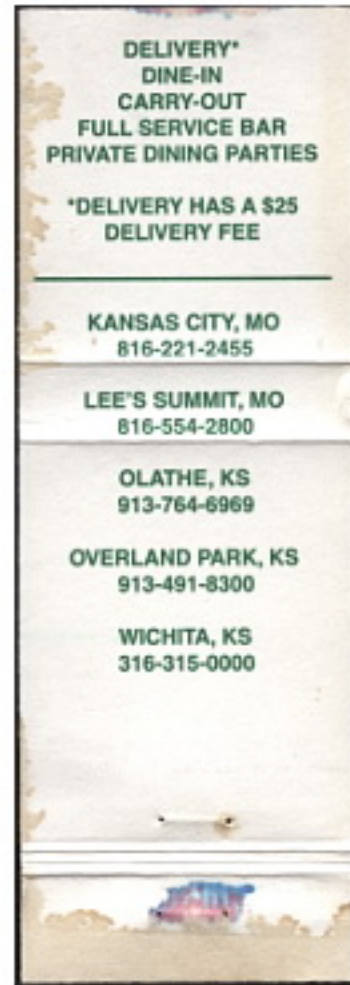 DELIVERY*
DINE-IN
CARRY-OUT
FULL SERVICE BAR
PRIVATE DINING PARTIES
*DELIVERY HAS A $25
DELIVERY FEE
KANSAS CITY, MO
816-221-2455
LEE'S SUMMIT, MO
816-554-2800
OLATHE, KS
913-764-6969
OVERLAND PARK, KS
913-491-8300
WICHITA, KS
316-315-0000